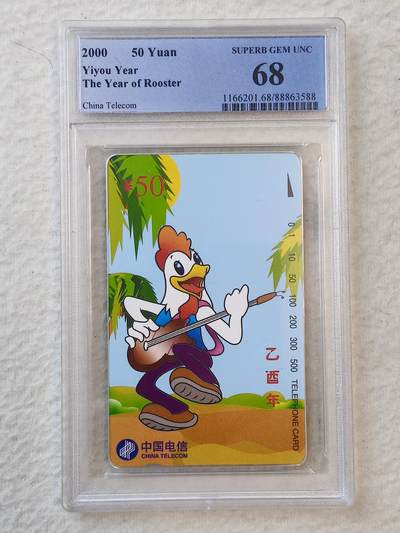 2000 50 Yuan
Yiyou Year
The Year of Rooster
China Telecom
SUPERB GEM UNC
68
1166201.68/88863588
¥50
0 1 10 50 100 200 300 500 TELEPHONE CARD
乙酉年
中国电信
CHINA TELECOM